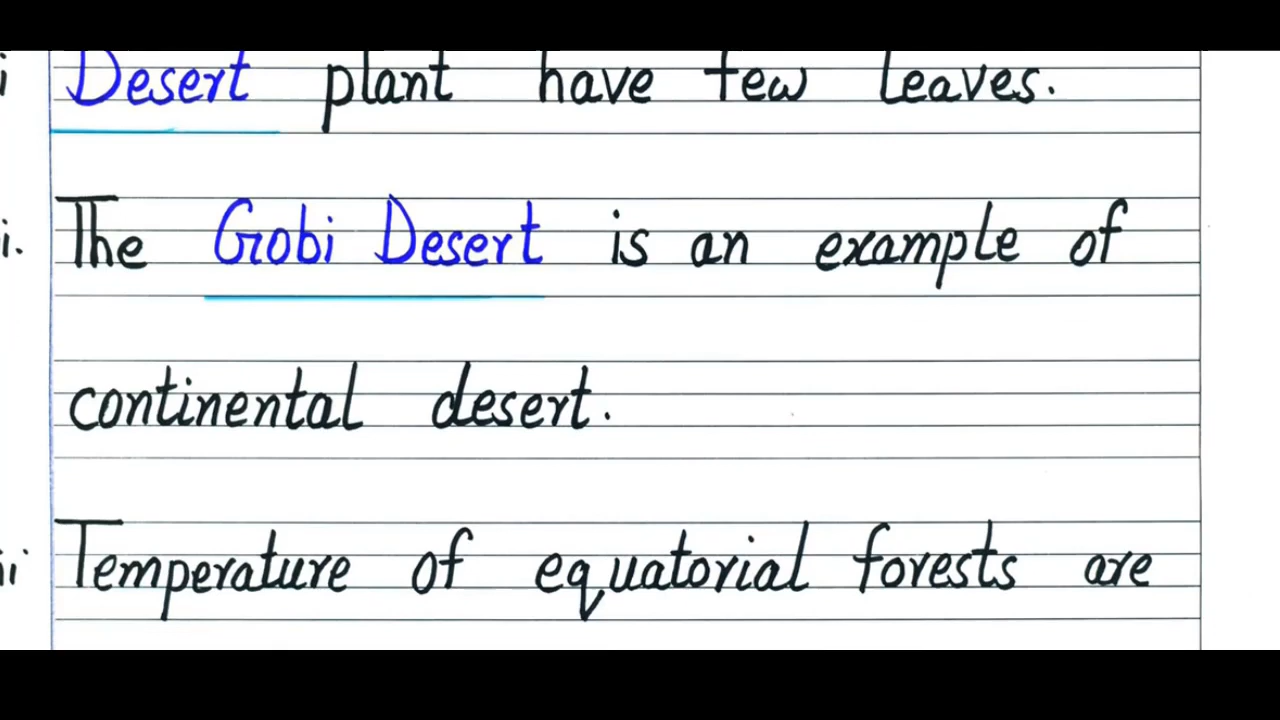 i Desert plant have few leaves.
i. The Gobi Desert is an example of
continental desert.
ii Temperature of equatorial forests are